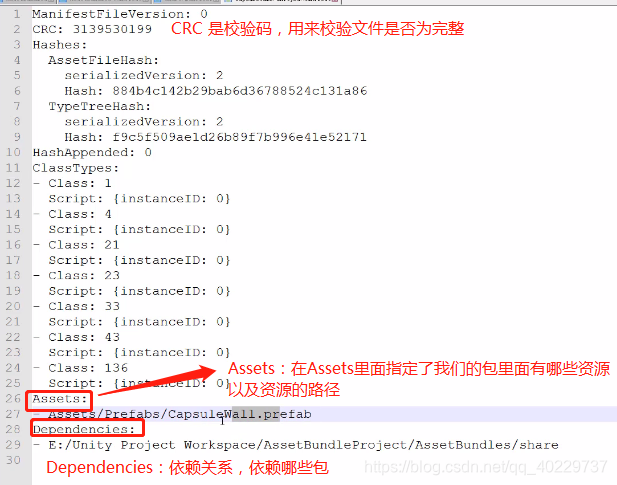 1 ManifestFileVersion: 0
2 CRC: 3139530199 CRC 是校验码，用来校验文件是否为完整
3 Hashes:
4 AssetFileHash:
5 serializedVersion: 2
6 Hash: 884b4c142b29bab6d36788524c131a86
7 TypeTreeHash:
8 serializedVersion: 2
9 Hash: f9c5f509ae1d26b89f7b996e41e52171
10 HashAppended: 0
11 ClassTypes:
12 - Class: 1
13 Script: {instanceID: 0}
14 - Class: 4
15 Script: {instanceID: 0}
16 - Class: 21
17 Script: {instanceID: 0}
18 - Class: 23
19 Script: {instanceID: 0}
20 - Class: 33
21 Script: {instanceID: 0}
22 - Class: 43
23 Script: {instanceID: 0}
24 - Class: 136
25 Script: {instanceID: 0}
Assets：在Assets里面指定了我们的包里面有哪些资源
以及资源的路径
26 Assets:
27 - Assets/Prefabs/CapsuleWall.prefab
28 Dependencies:
29 - E:/Unity Project Workspace/AssetBundleProject/AssetBundles/share
30
Dependencies：依赖关系，依赖哪些包
https://blog.csdn.net/qq_40229737